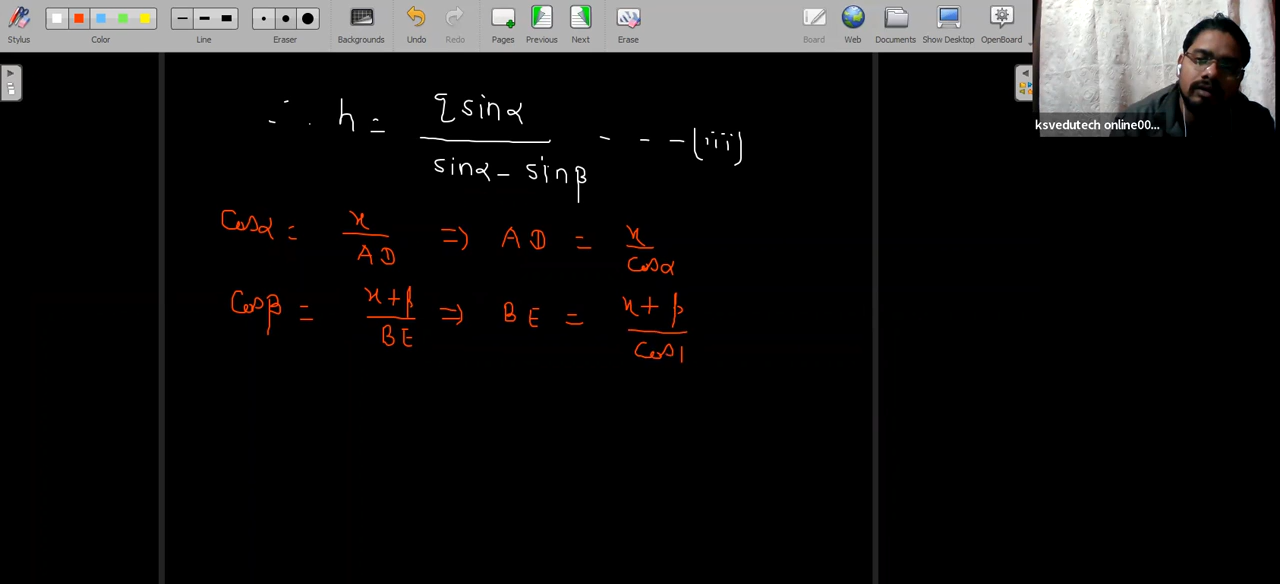 Stylus Color Line Eraser Backgrounds Undo Redo Pages Previous Next Erase Board Web Documents Show Desktop OpenBoard
ksvedutech online00...
∴ h = q sinα / (sinα - sinβ) - - - (iii)
Cosα = x / AD ⇒ AD = x / Cosα
Cosβ = (x + p) / BE ⇒ BE = (x + p) / Cos